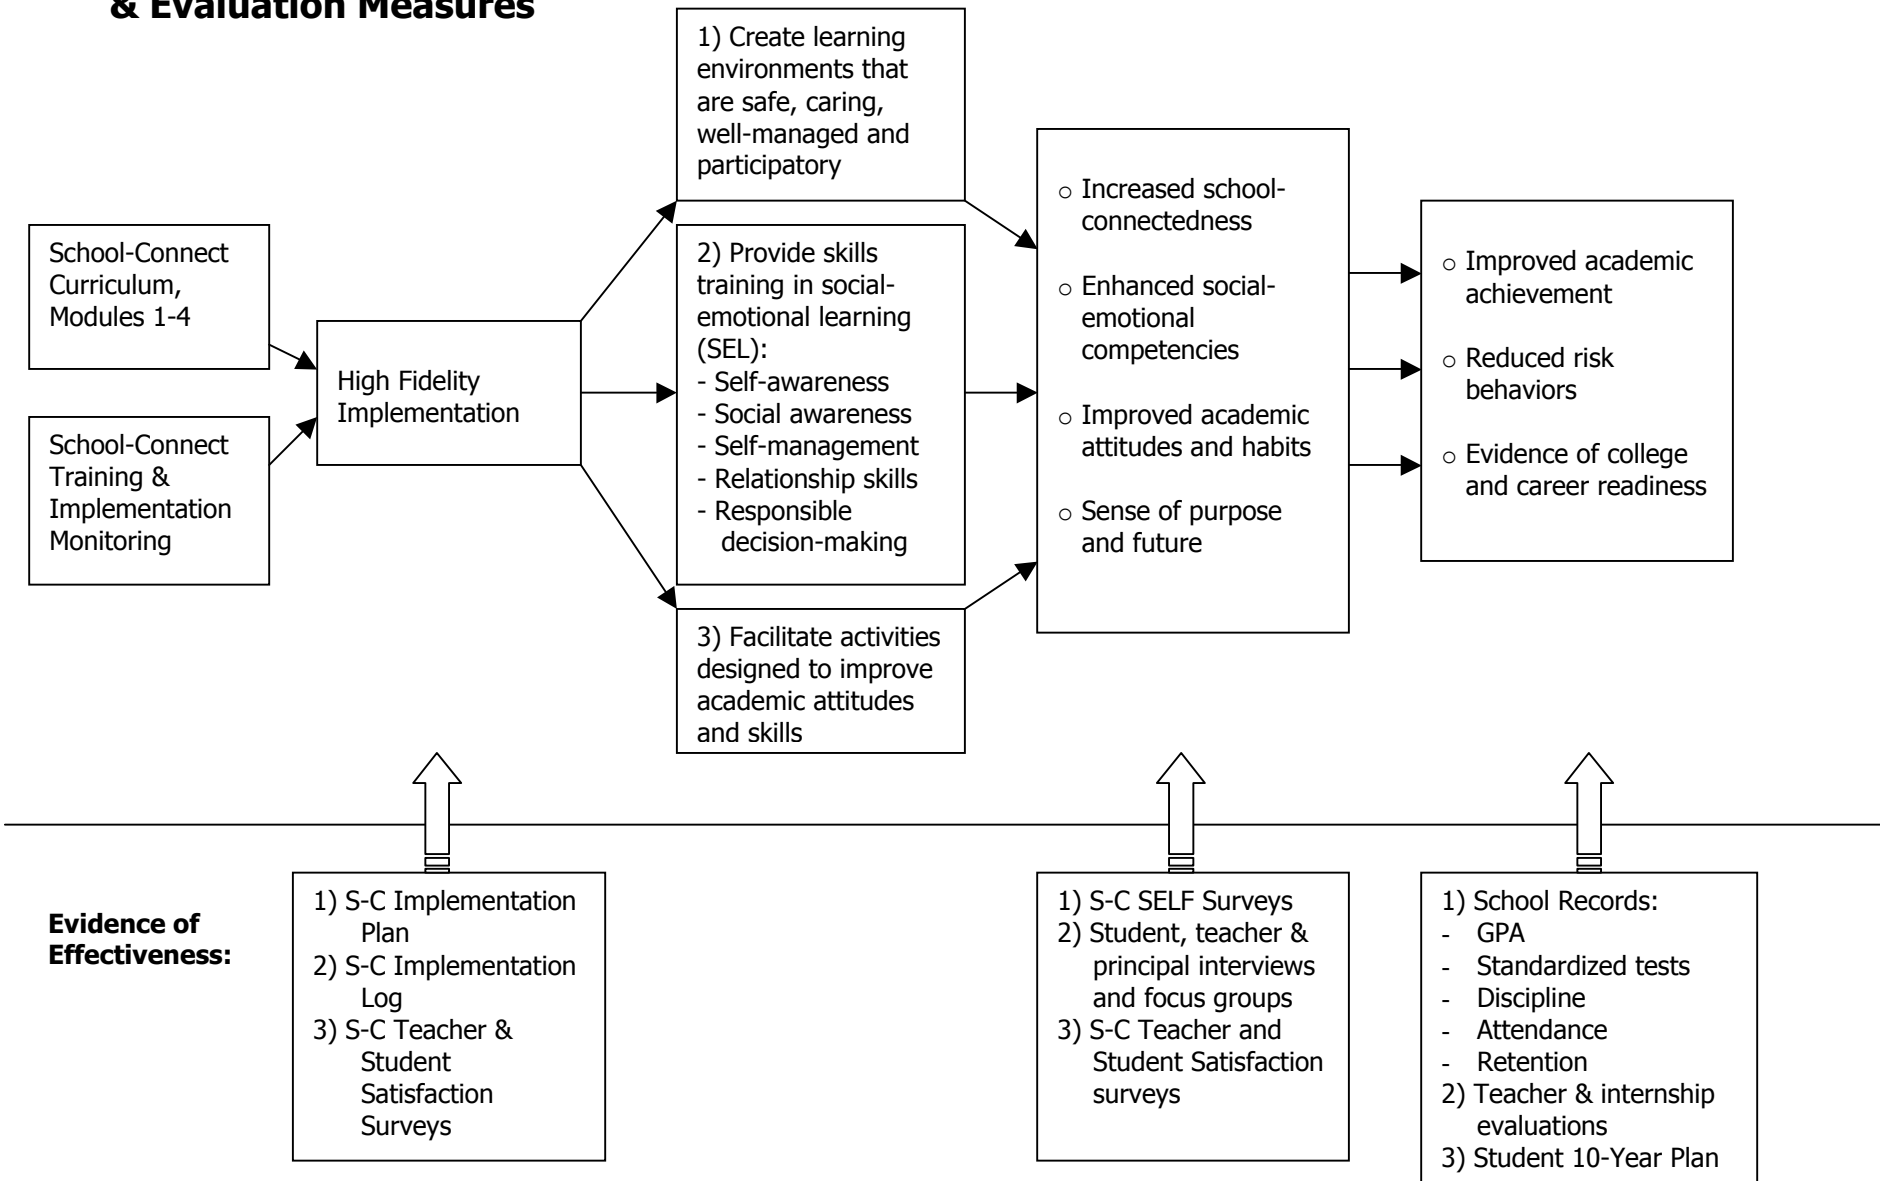 & Evaluation Measures
School-Connect
Curriculum,
Modules 1-4
School-Connect
Training &
Implementation
Monitoring
High Fidelity
Implementation
1) Create learning
environments that
are safe, caring,
well-managed and
participatory
2) Provide skills
training in social-
emotional learning
(SEL):
- Self-awareness
- Social awareness
- Self-management
- Relationship skills
- Responsible
decision-making
3) Facilitate activities
designed to improve
academic attitudes
and skills
o Increased school-
connectedness
o Enhanced social-
emotional
competencies
o Improved academic
attitudes and habits
o Sense of purpose
and future
o Improved academic
achievement
o Reduced risk
behaviors
o Evidence of college
and career readiness
Evidence of
Effectiveness:
1) S-C Implementation
Plan
2) S-C Implementation
Log
3) S-C Teacher &
Student
Satisfaction
Surveys
1) S-C SELF Surveys
2) Student, teacher &
principal interviews
and focus groups
3) S-C Teacher and
Student Satisfaction
surveys
1) School Records:
- GPA
- Standardized tests
- Discipline
- Attendance
- Retention
2) Teacher & internship
evaluations
3) Student 10-Year Plan